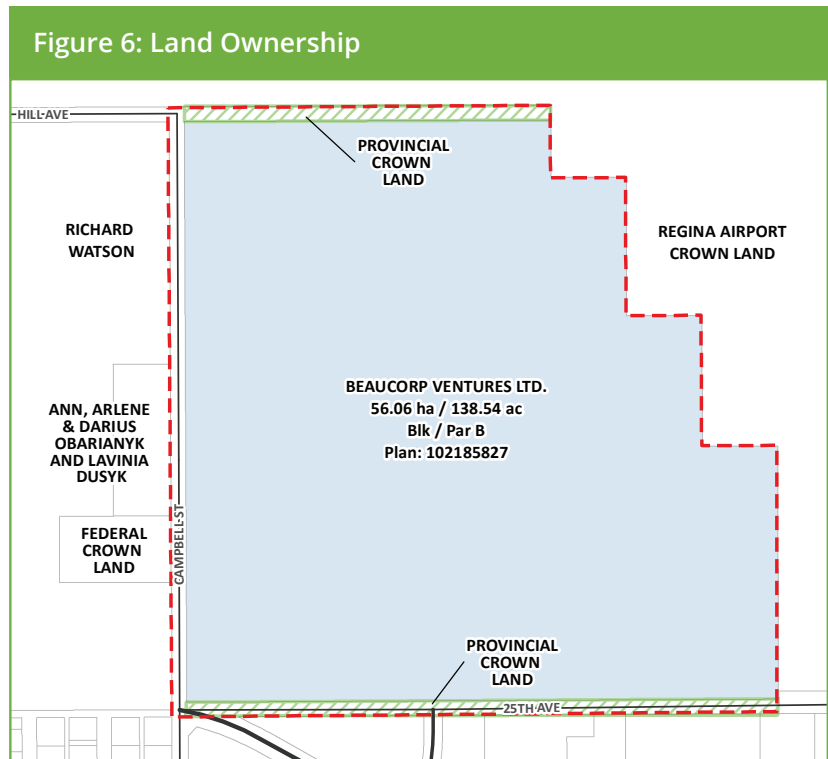 Figure 6: Land Ownership
HILL AVE
PROVINCIAL
CROWN
LAND
RICHARD
WATSON
REGINA AIRPORT
CROWN LAND
BEAUCORP VENTURES LTD.
56.06 ha / 138.54 ac
Blk / Par B
Plan: 102185827
ANN, ARLENE
& DARIUS
OBARIANYK
AND LAVINIA
DUSYK
CAMPBELL ST
FEDERAL
CROWN
LAND
PROVINCIAL
CROWN
LAND
25TH AVE